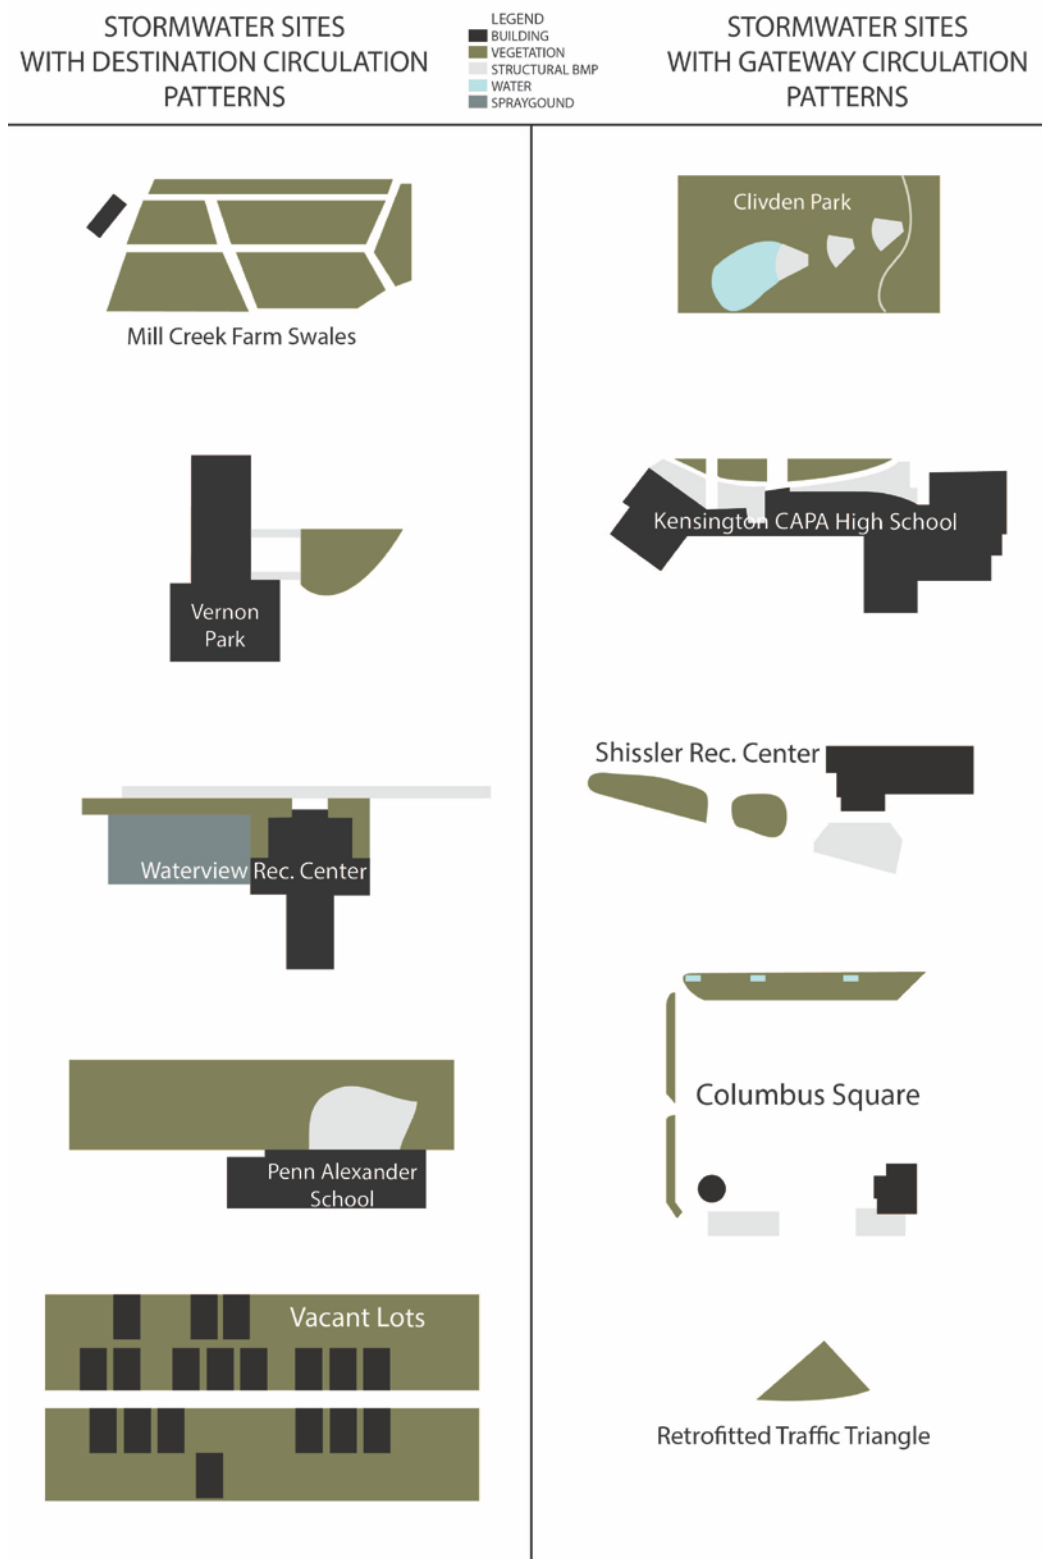 STORMWATER SITES
WITH DESTINATION CIRCULATION
PATTERNS
LEGEND
BUILDING
VEGETATION
STRUCTURAL BMP
WATER
SPRAYGOUND
STORMWATER SITES
WITH GATEWAY CIRCULATION
PATTERNS
Mill Creek Farm Swales
Vernon
Park
Waterview Rec. Center
Penn Alexander
School
Vacant Lots
Clivden Park
Kensington CAPA High School
Shissler Rec. Center
Columbus Square
Retrofitted Traffic Triangle